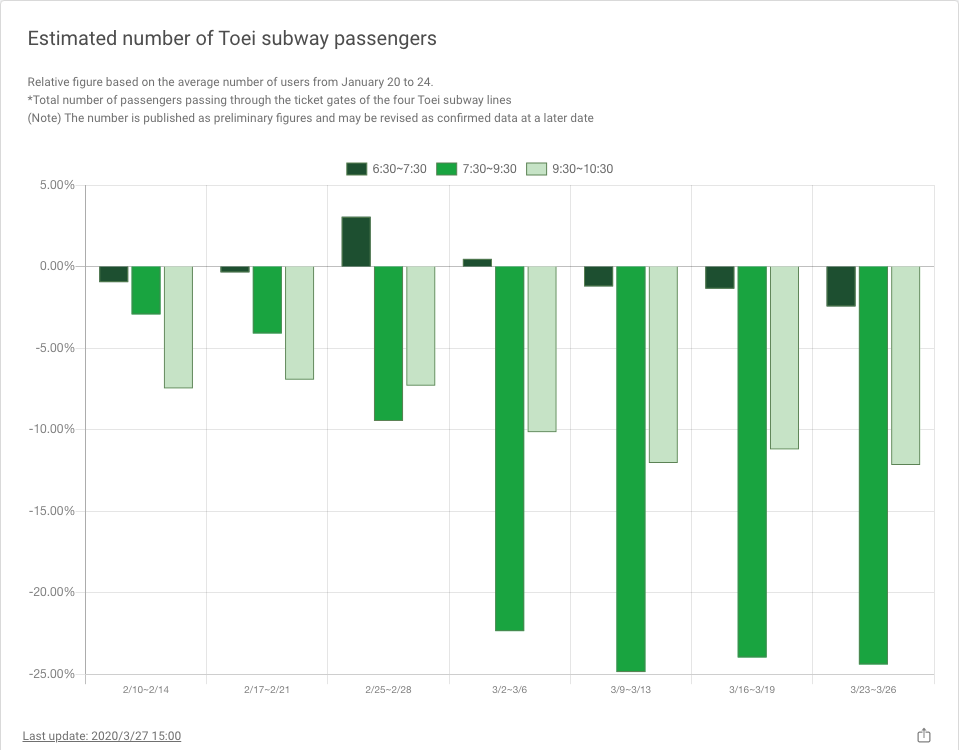 Estimated number of Toei subway passengers
Relative figure based on the average number of users from January 20 to 24.
*Total number of passengers passing through the ticket gates of the four Toei subway lines
(Note) The number is published as preliminary figures and may be revised as confirmed data at a later date
6:30~7:30 7:30~9:30 9:30~10:30
5.00%
0.00%
-5.00%
-10.00%
-15.00%
-20.00%
-25.00%
2/10~2/14 2/17~2/21 2/25~2/28 3/2~3/6 3/9~3/13 3/16~3/19 3/23~3/26
Last update: 2020/3/27 15:00